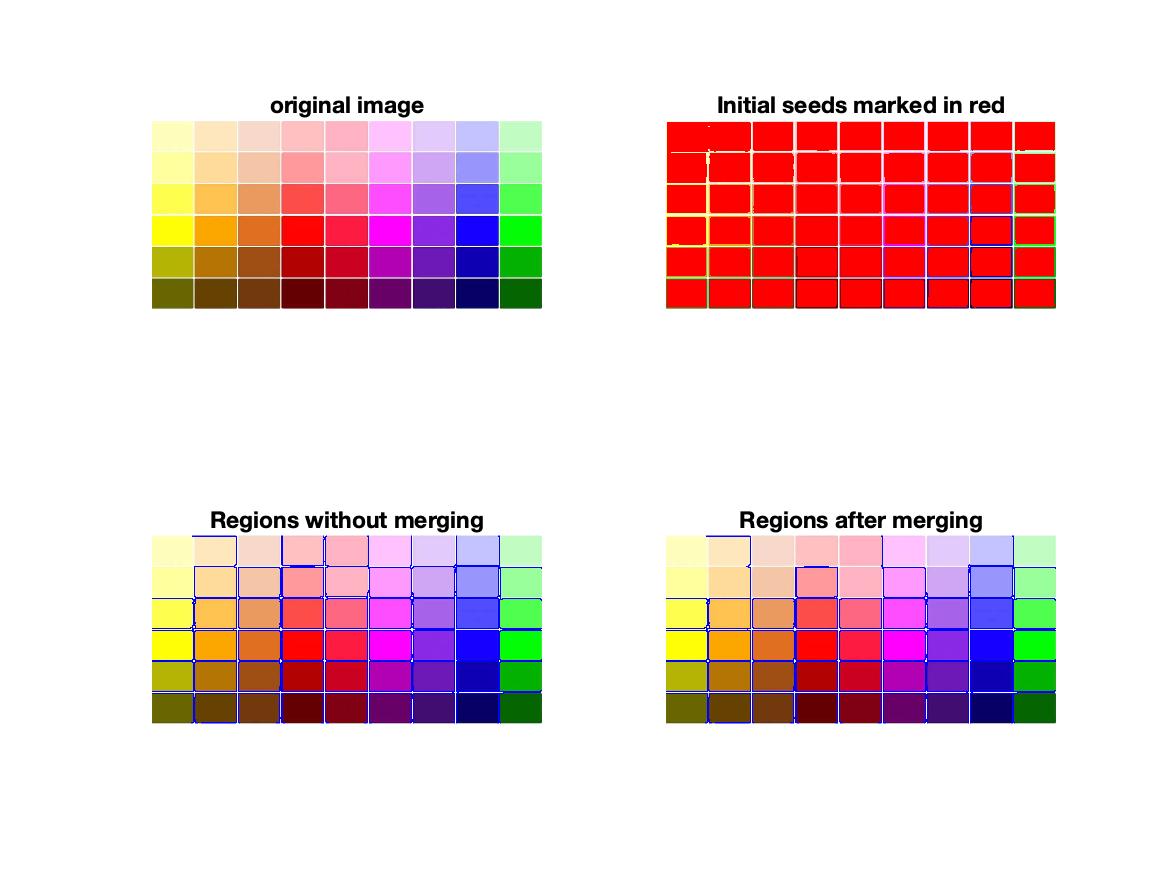 original image
Initial seeds marked in red
Regions without merging
Regions after merging